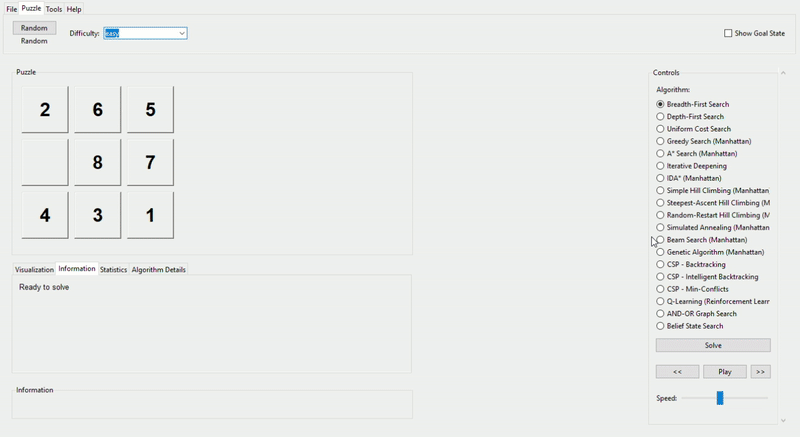 File Puzzle Tools Help
Random
Random
Difficulty: easy
Show Goal State
Puzzle
2 6 5
8 7
4 3 1
Visualization Information Statistics Algorithm Details
Ready to solve
Information
Controls
Algorithm:
Breadth-First Search
Depth-First Search
Uniform Cost Search
Greedy Search (Manhattan)
A* Search (Manhattan)
Iterative Deepening
IDA* (Manhattan)
Simple Hill Climbing (Manhattan
Steepest-Ascent Hill Climbing (M
Random-Restart Hill Climbing (M
Simulated Annealing (Manhattan
Beam Search (Manhattan)
Genetic Algorithm (Manhattan)
CSP - Backtracking
CSP - Intelligent Backtracking
CSP - Min-Conflicts
Q-Learning (Reinforcement Learr
AND-OR Graph Search
Belief State Search
Solve
<< Play >>
Speed: